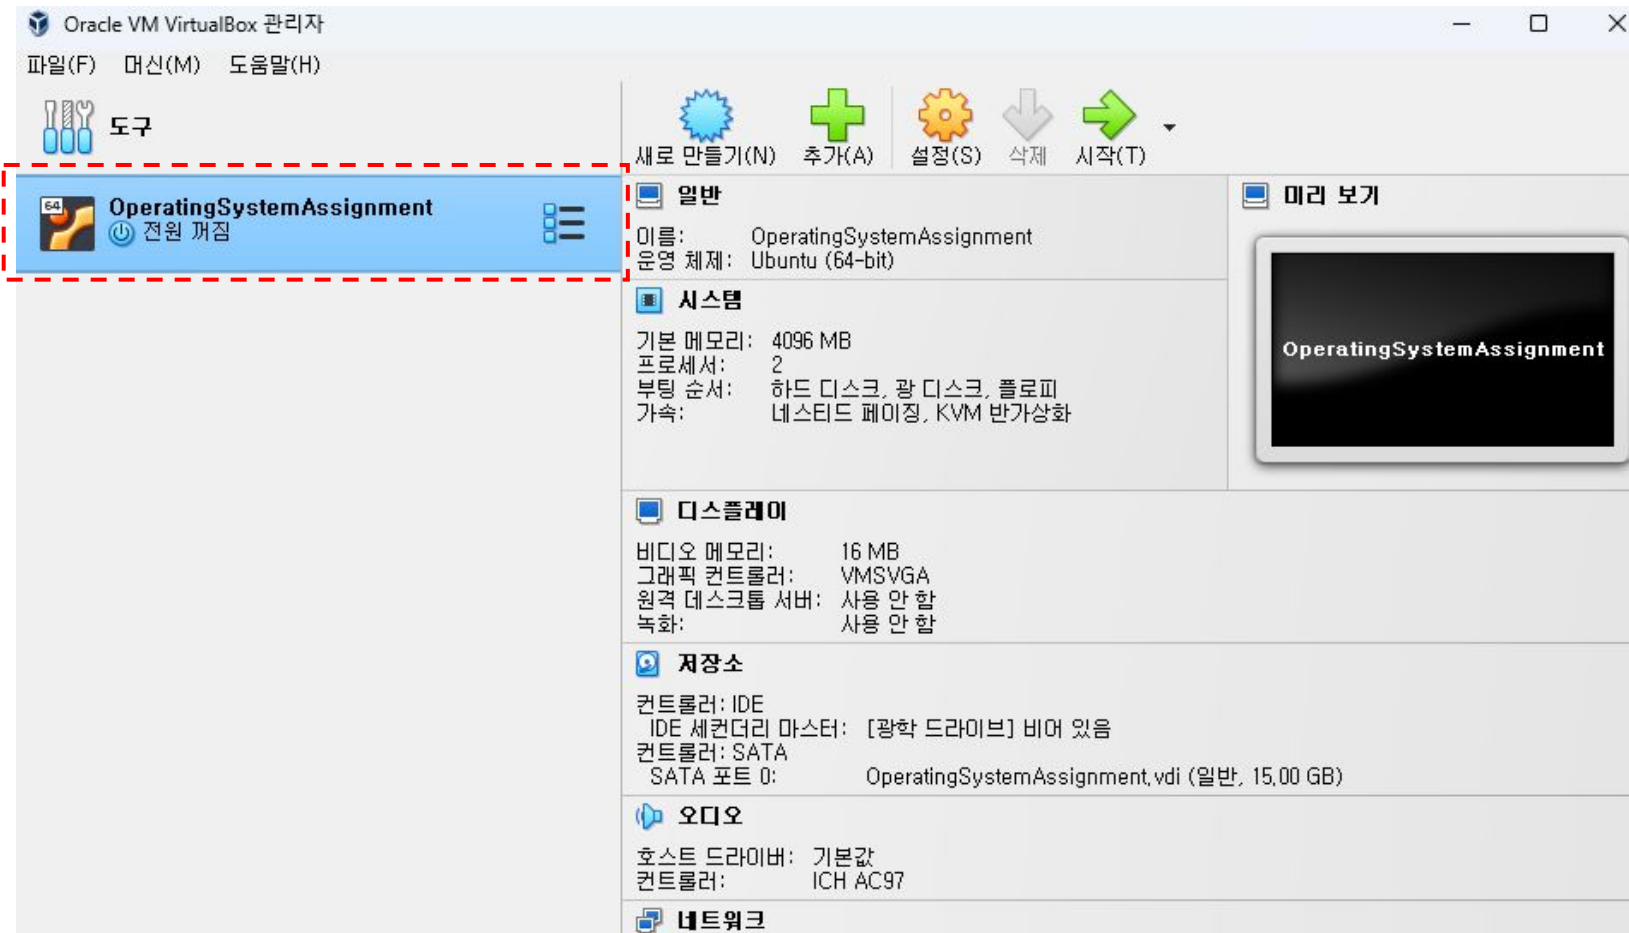 Oracle VM VirtualBox 관리자
파일(F) 머신(M) 도움말(H)
도구
새로 만들기(N) 추가(A) 설정(S) 삭제 시작(T)
64
OperatingSystemAssignment
전원 꺼짐
일반
이름: OperatingSystemAssignment
운영 체제: Ubuntu (64-bit)
미리 보기
OperatingSystemAssignment
시스템
기본 메모리: 4096 MB
프로세서: 2
부팅 순서: 하드 디스크, 광 디스크, 플로피
가속: 네스티드 페이징, KVM 반가상화
디스플레이
비디오 메모리: 16 MB
그래픽 컨트롤러: VMSVGA
원격 데스크톱 서버: 사용 안 함
녹화: 사용 안 함
저장소
컨트롤러: IDE
IDE 세컨더리 마스터: [광학 드라이브] 비어 있음
컨트롤러: SATA
SATA 포트 0: OperatingSystemAssignment.vdi (일반, 15.00 GB)
오디오
호스트 드라이버: 기본값
컨트롤러: ICH AC97
네트워크